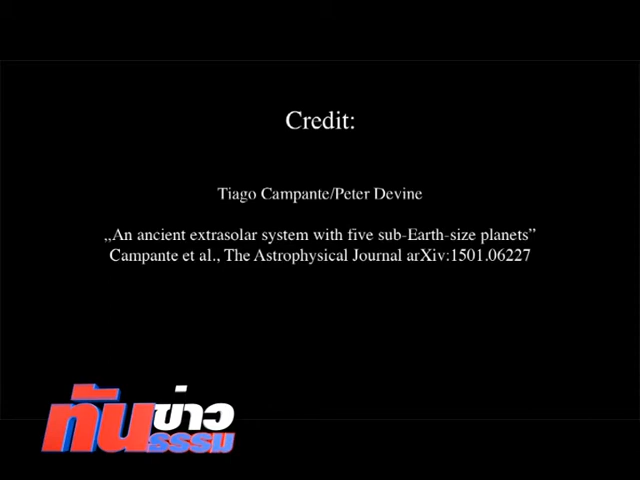 Credit:
Tiago Campante/Peter Devine
„An ancient extrasolar system with five sub-Earth-size planets”
Campante et al., The Astrophysical Journal arXiv:1501.06227
ทันข่าว
ธรรม